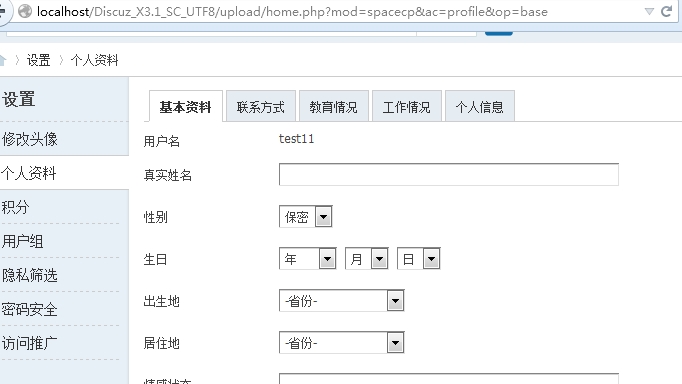 localhost/Discuz_X3.1_SC_UTF8/upload/home.php?mod=spacecp&ac=profile&op=base
设置 › 个人资料
设置
修改头像
个人资料
积分
用户组
隐私筛选
密码安全
访问推广
基本资料 联系方式 教育情况 工作情况 个人信息
用户名 test11
真实姓名
性别 保密
生日 年 月 日
出生地 -省份-
居住地 -省份-
情感状态